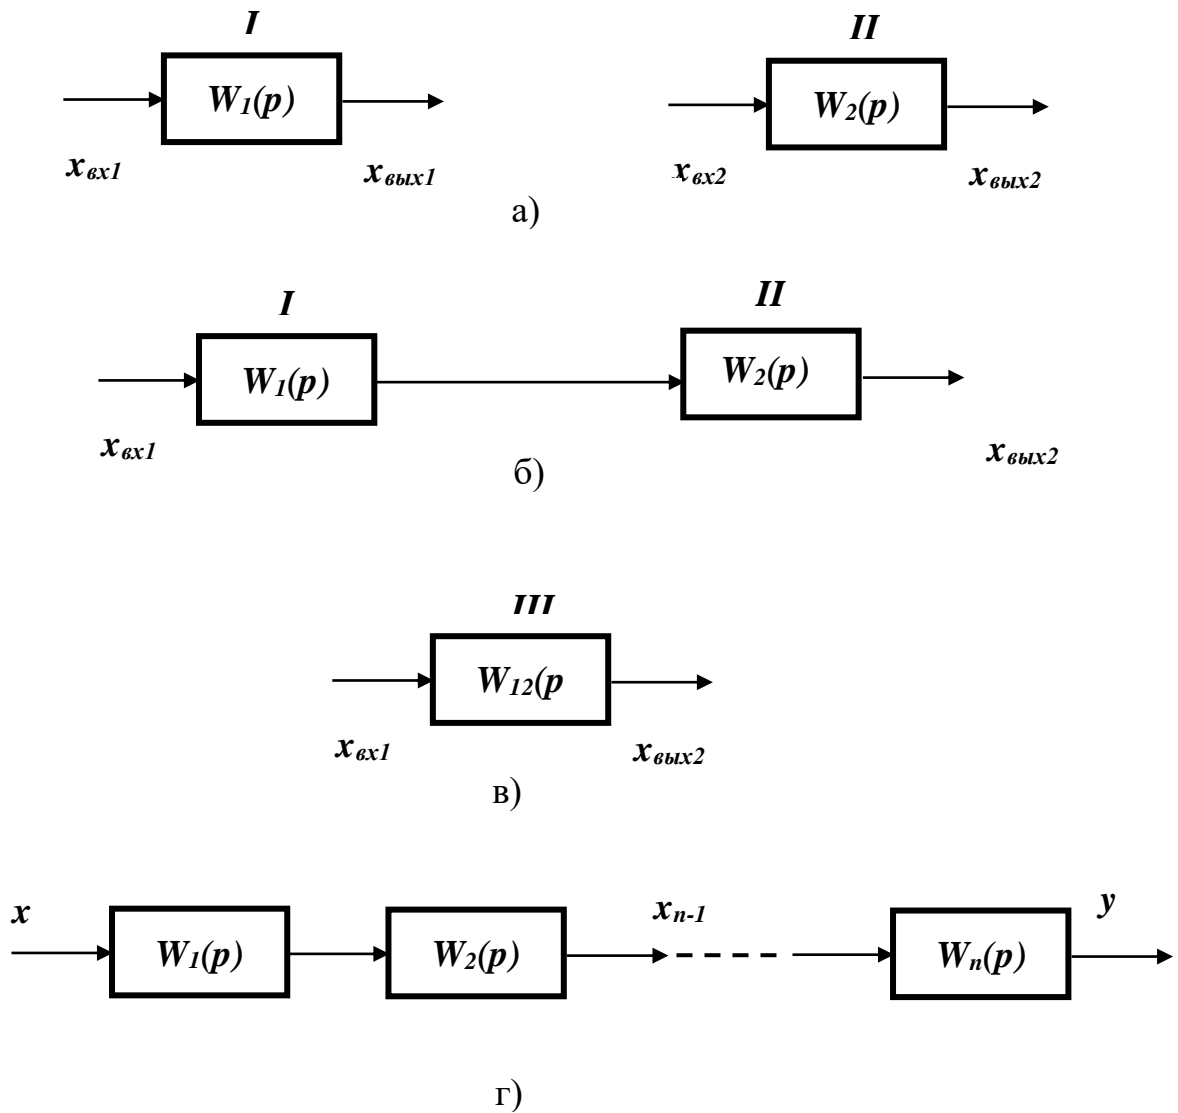 I II
W1(p) W2(p)
xвх1 xвых1 xвх2 xвых2
а)
I II
W1(p) W2(p)
xвх1 xвых2
б)
III
W12(p
xвх1 xвых2
в)
x xn-1 y
W1(p) W2(p) Wn(p)
г)